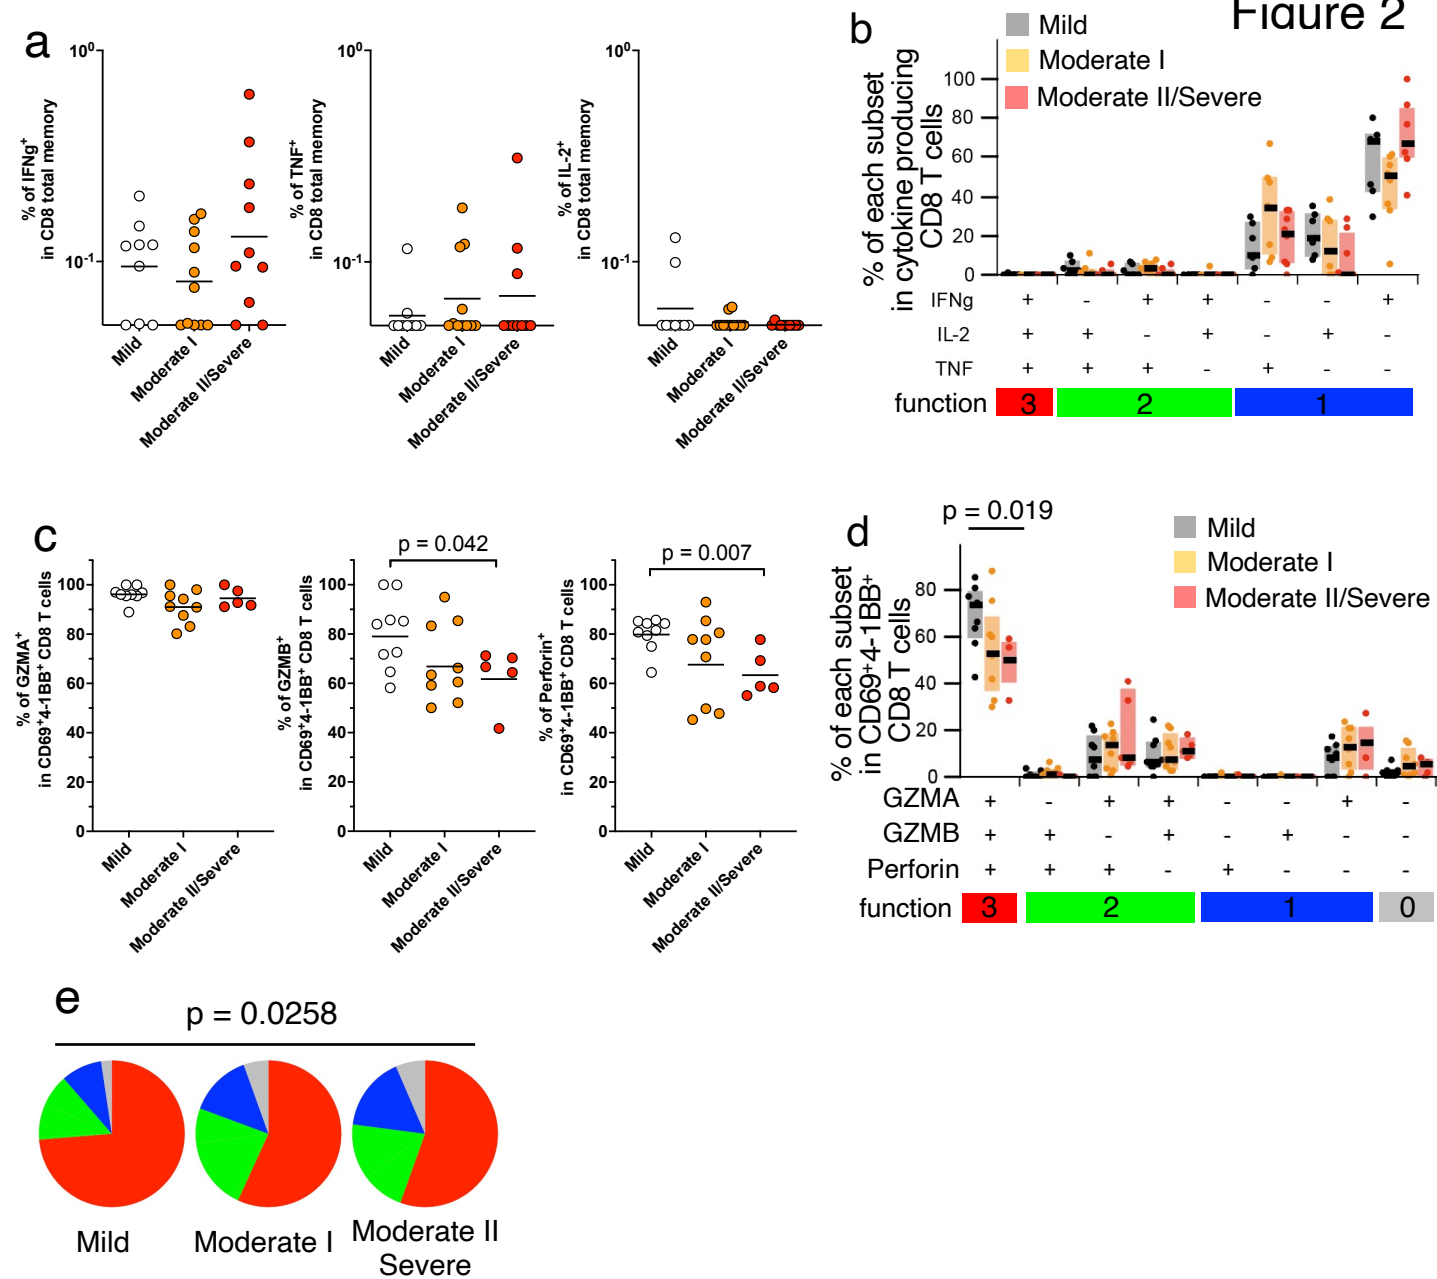 Figure 2
a
10⁰
10⁻¹
% of IFNg⁺
in CD8 total memory
Mild
Moderate I
Moderate II/Severe
10⁰
10⁻¹
% of TNF⁺
in CD8 total memory
Mild
Moderate I
Moderate II/Severe
10⁰
10⁻¹
% of IL-2⁺
in CD8 total memory
Mild
Moderate I
Moderate II/Severe
b
Mild
Moderate I
Moderate II/Severe
% of each subset
in cytokine producing
CD8 T cells
100
80
60
40
20
0
IFNg + - + + - - +
IL-2 + + - + - + -
TNF + + + - + - -
function 3 2 1
c
% of GZMA⁺
in CD69⁺4-1BB⁺ CD8 T cells
100
80
60
40
20
0
Mild
Moderate I
Moderate II/Severe
p = 0.042
% of GZMB⁺
in CD69⁺4-1BB⁺ CD8 T cells
100
80
60
40
20
0
Mild
Moderate I
Moderate II/Severe
p = 0.007
% of Perforin⁺
in CD69⁺4-1BB⁺ CD8 T cells
100
80
60
40
20
0
Mild
Moderate I
Moderate II/Severe
d
p = 0.019
Mild
Moderate I
Moderate II/Severe
% of each subset
in CD69⁺4-1BB⁺
CD8 T cells
80
60
40
20
0
GZMA + - + + - - + -
GZMB + + - + - + - -
Perforin + + + - + - - -
function 3 2 1 0
e
p = 0.0258
Mild
Moderate I
Moderate II
Severe